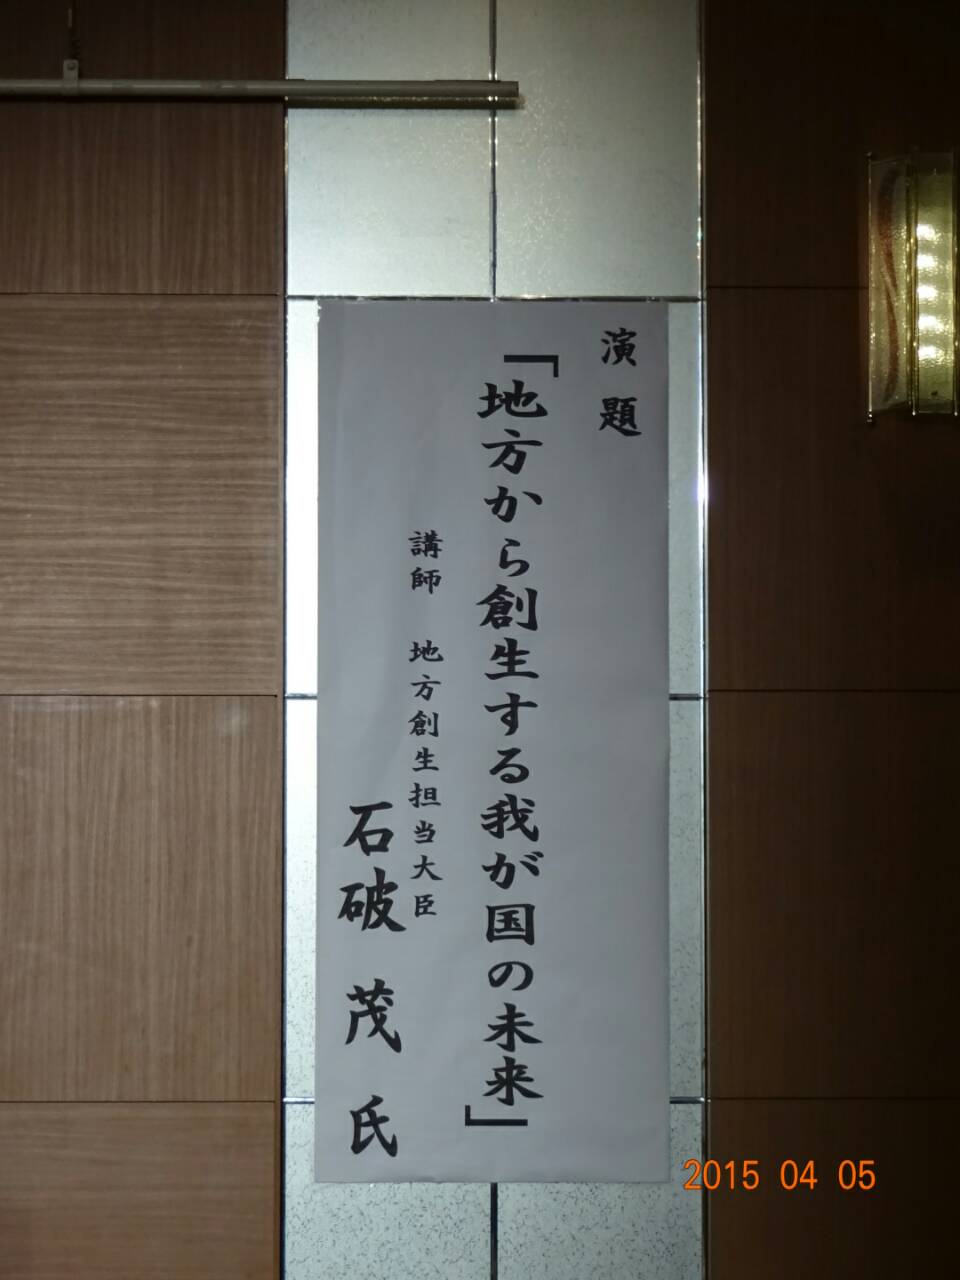 演題
「地方から創生する我が国の未来」
講師 地方創生担当大臣
石破 茂 氏
2015 04 05